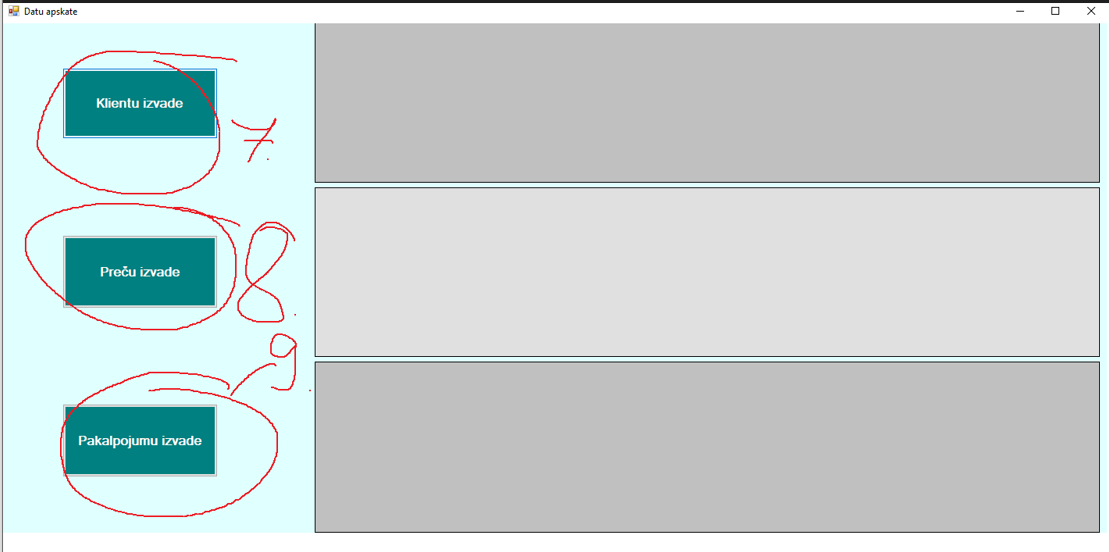 Datu apskate
Klientu izvade
7.
Preču izvade
8.
9.
Pakalpojumu izvade